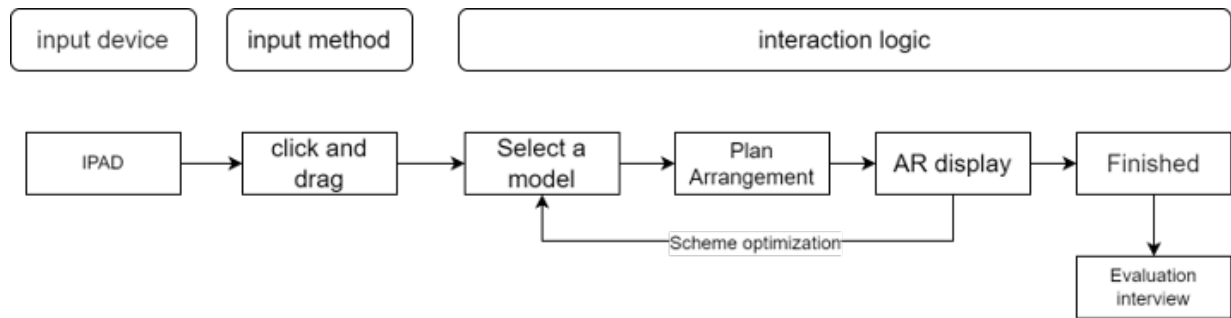 input device
input method
interaction logic
IPAD
click and
drag
Select a
model
Plan
Arrangement
AR display
Finished
Scheme optimization
Evaluation
interview